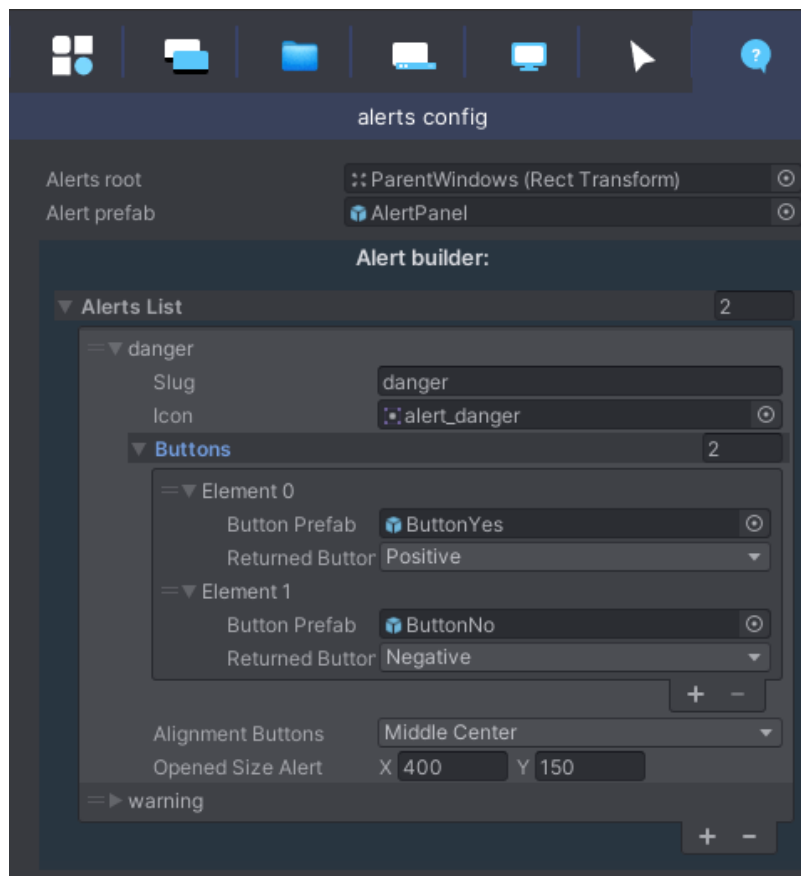 ?
alerts config
Alerts root ParentWindows (Rect Transform)
Alert prefab AlertPanel
Alert builder:
Alerts List 2
danger
Slug danger
Icon alert_danger
Buttons 2
Element 0
Button Prefab ButtonYes
Returned Button Positive
Element 1
Button Prefab ButtonNo
Returned Button Negative
+ −
Alignment Buttons Middle Center
Opened Size Alert X 400 Y 150
warning
+ −